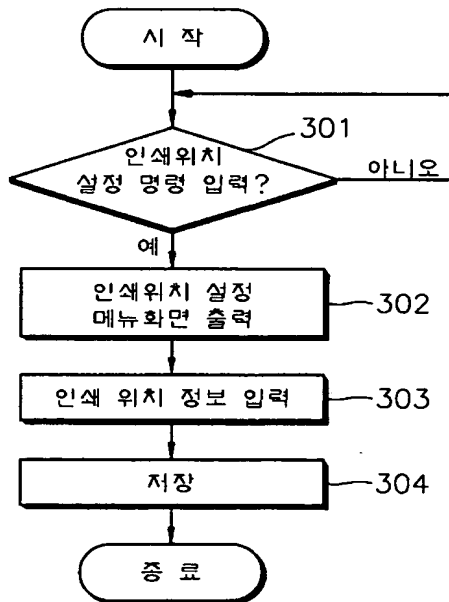 시 작
301
인쇄위치
설정 명령 입력?
아니오
예
인쇄위치 설정
메뉴화면 출력
302
인쇄 위치 정보 입력
303
저장
304
종 료